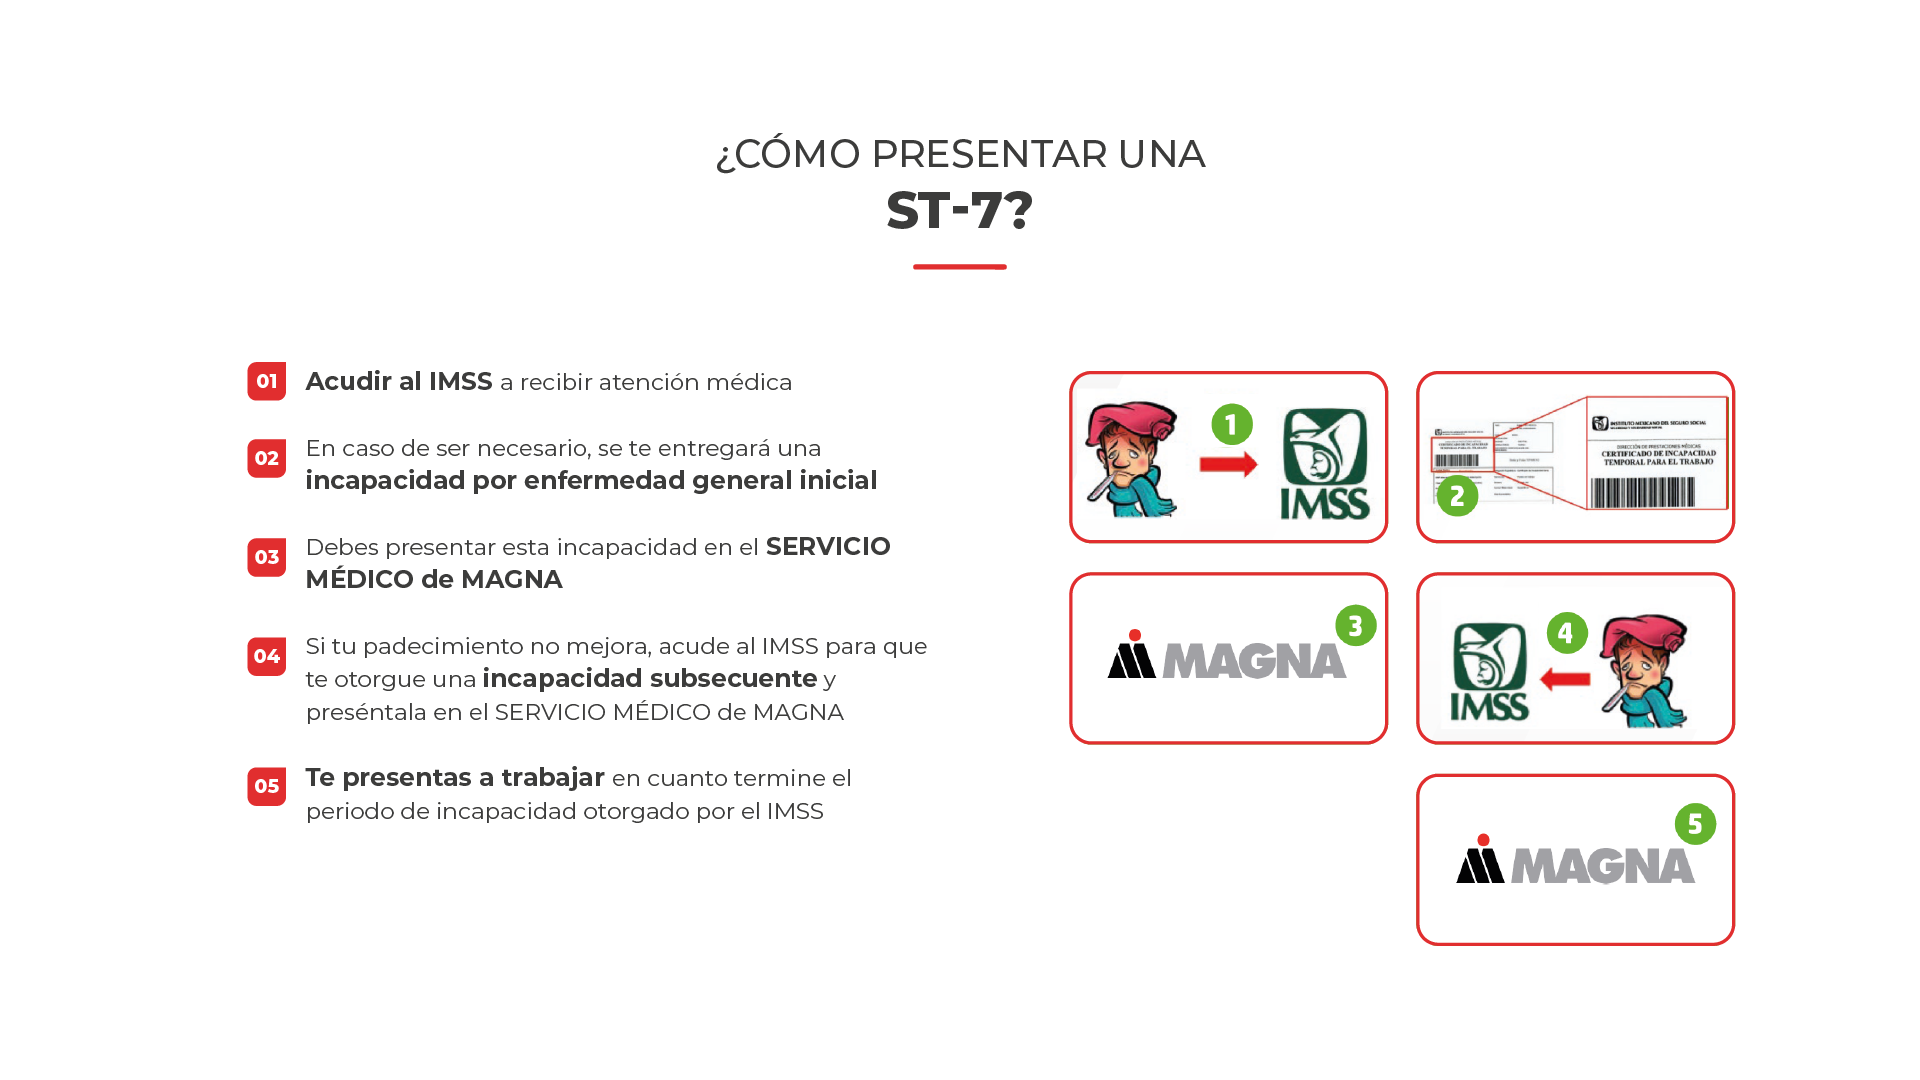 ¿CÓMO PRESENTAR UNA
ST-7?
01
Acudir al IMSS a recibir atención médica
02
En caso de ser necesario, se te entregará una
incapacidad por enfermedad general inicial
03
Debes presentar esta incapacidad en el SERVICIO
MÉDICO de MAGNA
04
Si tu padecimiento no mejora, acude al IMSS para que
te otorgue una incapacidad subsecuente y
preséntala en el SERVICIO MÉDICO de MAGNA
05
Te presentas a trabajar en cuanto termine el
periodo de incapacidad otorgado por el IMSS
1
IMSS
2
INSTITUTO MEXICANO DEL SEGURO SOCIAL
DIRECCIÓN DE PRESTACIONES MÉDICAS
CERTIFICADO DE INCAPACIDAD
TEMPORAL PARA EL TRABAJO
3
MAGNA
4
IMSS
5
MAGNA